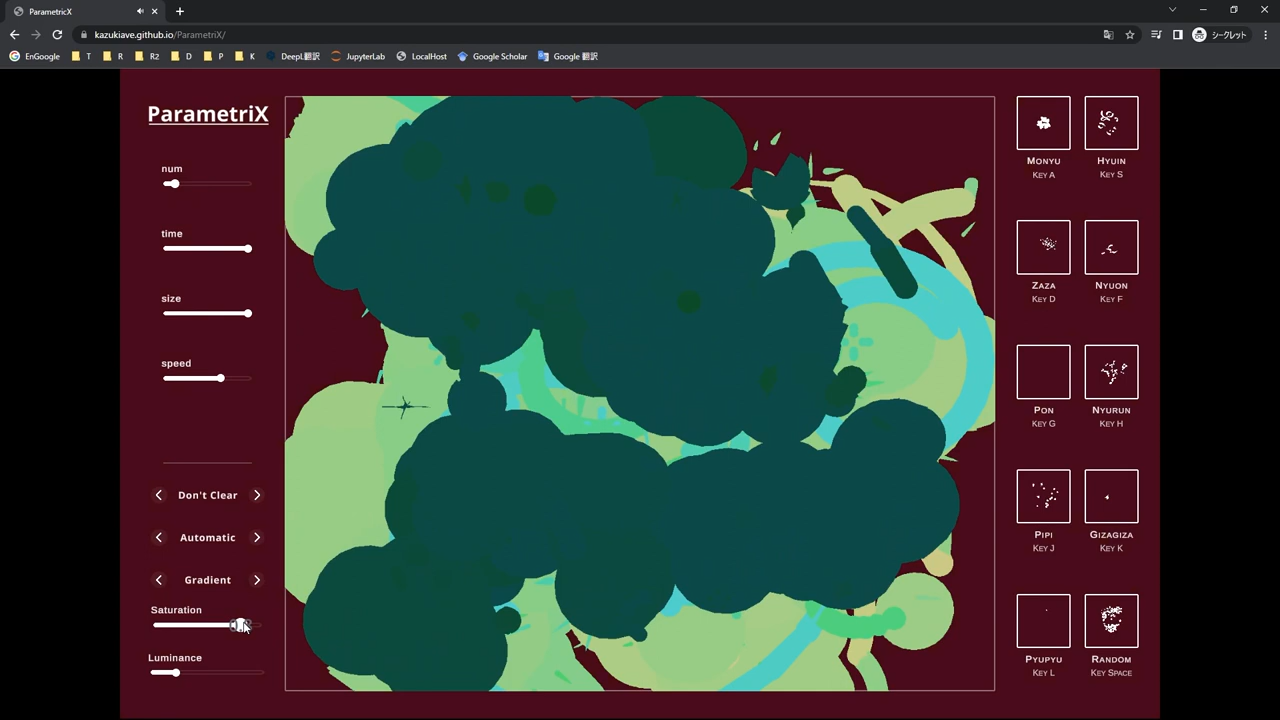 ParametricX
kazukiave.github.io/ParametriX/
シークレット
EnGoogle
T
R
R2
D
P
K
DeepL翻訳
JupyterLab
LocalHost
Google Scholar
Google 翻訳
ParametriX
num
time
size
speed
Don't Clear
Automatic
Gradient
Saturation
Luminance
MONYU
KEY A
HYUIN
KEY S
ZAZA
KEY D
NYUON
KEY F
PON
KEY G
NYURUN
KEY H
PIPI
KEY J
GIZAGIZA
KEY K
PYUPYU
KEY L
RANDOM
KEY SPACE